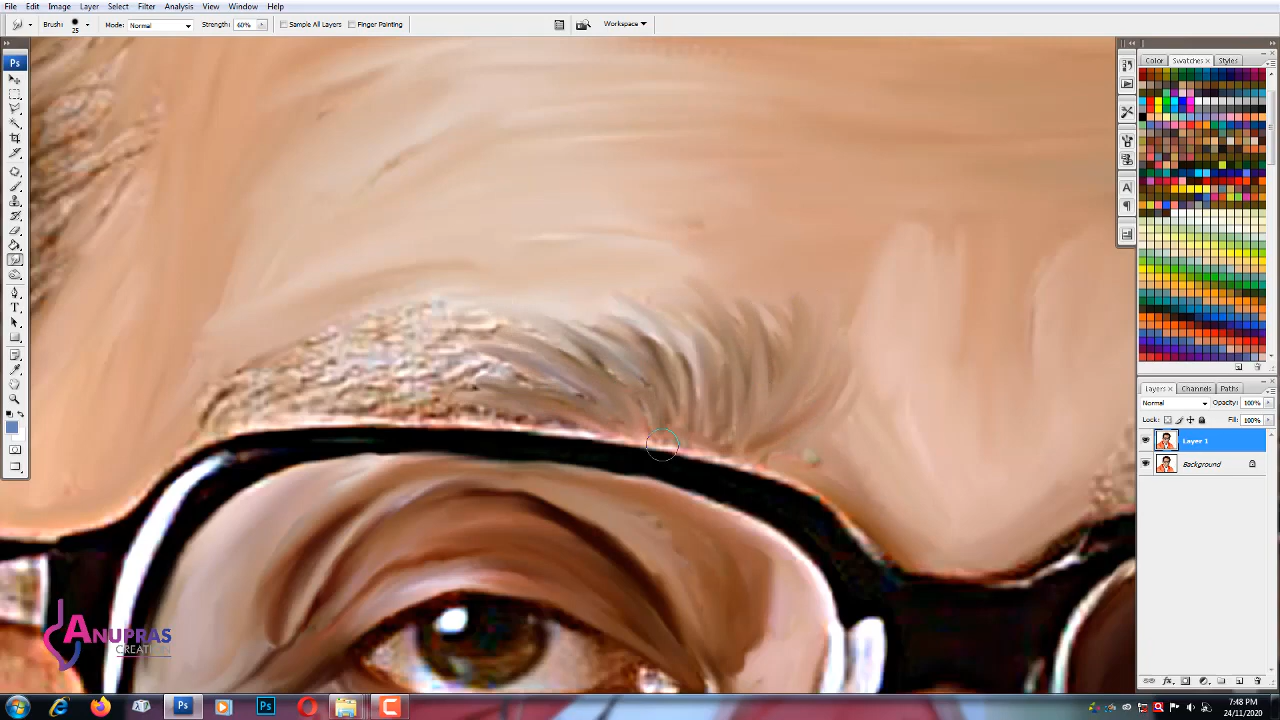 File Edit Image Layer Select Filter Analysis View Window Help
Brush: 25 Mode: Normal Strength: 60% Sample All Layers Finger Painting Workspace
Ps
Color Swatches × Styles
Layers × Channels Paths
Normal Opacity: 100%
Lock: Fill: 100%
Layer 1
Background
ANUPRAS
CREATION
7:48 PM
24/11/2020